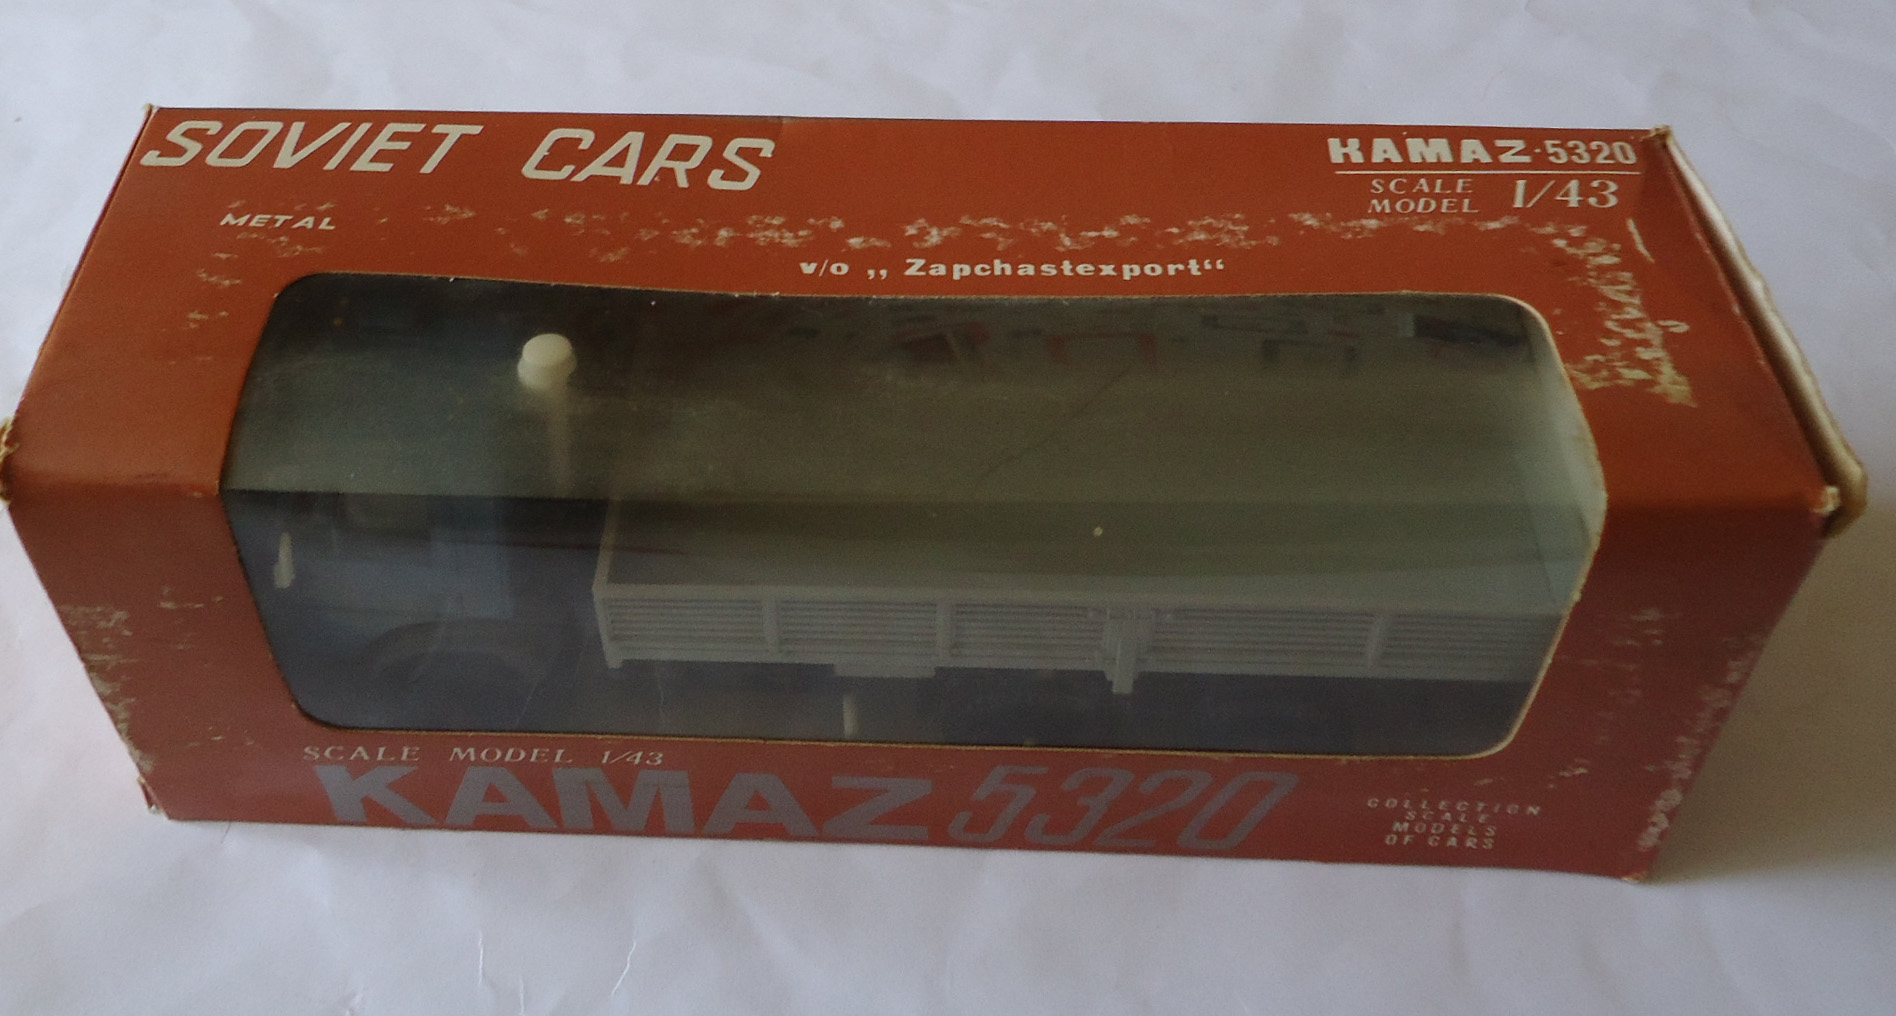 SOVIET CARS
METAL
KAMAZ-5320
SCALE
MODEL 1/43
v/o „Zapchastexport“
SCALE MODEL 1/43
KAMAZ 5320
COLLECTION
SCALE
MODELS
OF CARS